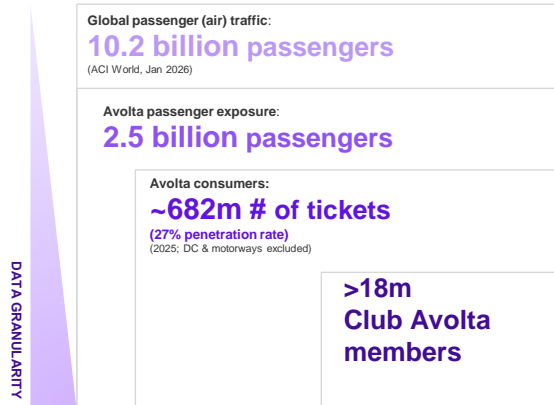 Global passenger (air) traffic:
10.2 billion passengers
(ACI World, Jan 2026)
Avolta passenger exposure:
2.5 billion passengers
Avolta consumers:
~682m # of tickets
(27% penetration rate)
(2025; DC & motorways excluded)
>18m
Club Avolta
members
DATA GRANULARITY